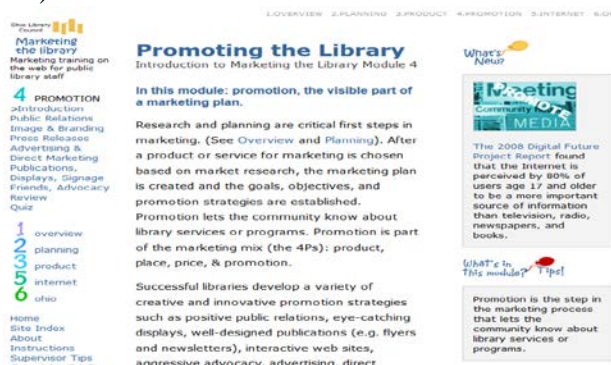 1.OVERVIEW 2.PLANNING 3.PRODUCT 4.PROMOTION 5.INTERNET
Ohio Library
Council
Marketing
the library
Marketing training on
the web for public
library staff
4 PROMOTION
>Introduction
Public Relations
Image & Branding
Press Releases
Advertising &
Direct Marketing
Publications,
Displays, Signage
Friends, Advocacy
Review
Quiz
1 overview
2 planning
3 product
5 internet
6 ohio
Home
Site Index
About
Instructions
Supervisor Tips
Promoting the Library
Introduction to Marketing the Library Module 4
In this module: promotion, the visible part of
a marketing plan.
Research and planning are critical first steps in
marketing. (See Overview and Planning). After
a product or service for marketing is chosen
based on market research, the marketing plan
is created and the goals, objectives, and
promotion strategies are established.
Promotion lets the community know about
library services or programs. Promotion is part
of the marketing mix (the 4Ps): product,
place, price, & promotion.
Successful libraries develop a variety of
creative and innovative promotion strategies
such as positive public relations, eye-catching
displays, well-designed publications (e.g. flyers
and newsletters), interactive web sites,
aggressive advocacy, advertising, direct
What's
New?
Meeting
Community
PROMOTE
MEDIA
The 2008 Digital Future
Project Report found
that the Internet is
perceived by 80% of
users age 17 and older
to be a more important
source of information
than television, radio,
newspapers, and
books.
What's in
this module? Tips!
Promotion is the step in
the marketing process
that lets the
community know about
library services or
programs.